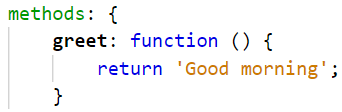 methods: {
    greet: function () {
        return 'Good morning';
    }